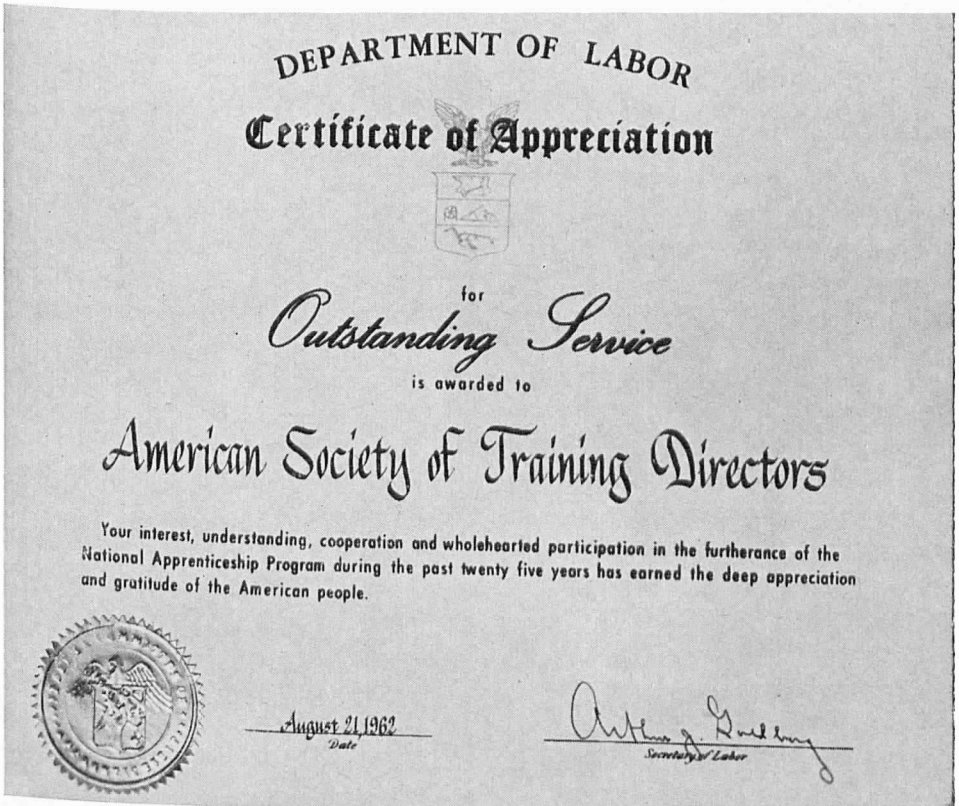 DEPARTMENT OF LABOR
Certificate of Appreciation
for
Outstanding Service
is awarded to
American Society of Training Directors
Your interest, understanding, cooperation and wholehearted participation in the furtherance of the
National Apprenticeship Program during the past twenty five years has earned the deep appreciation
and gratitude of the American people.
August 21, 1962
Date
Arthur J. Goldberg
Secretary of Labor